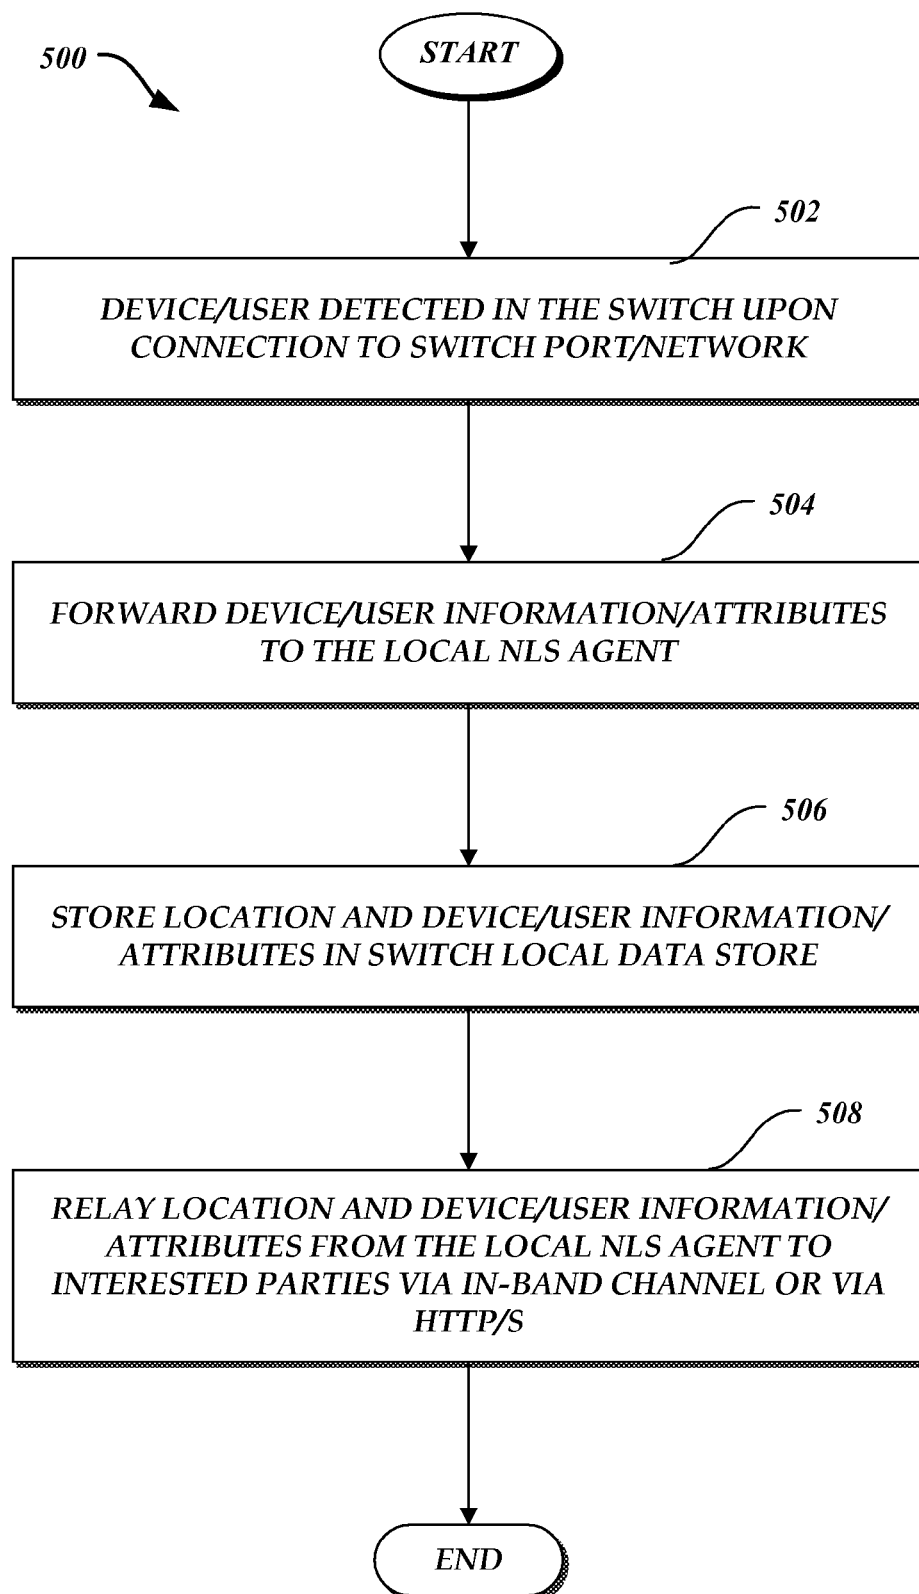 500
START
502
DEVICE/USER DETECTED IN THE SWITCH UPON
CONNECTION TO SWITCH PORT/NETWORK
504
FORWARD DEVICE/USER INFORMATION/ATTRIBUTES
TO THE LOCAL NLS AGENT
506
STORE LOCATION AND DEVICE/USER INFORMATION/
ATTRIBUTES IN SWITCH LOCAL DATA STORE
508
RELAY LOCATION AND DEVICE/USER INFORMATION/
ATTRIBUTES FROM THE LOCAL NLS AGENT TO
INTERESTED PARTIES VIA IN-BAND CHANNEL OR VIA
HTTP/S
END